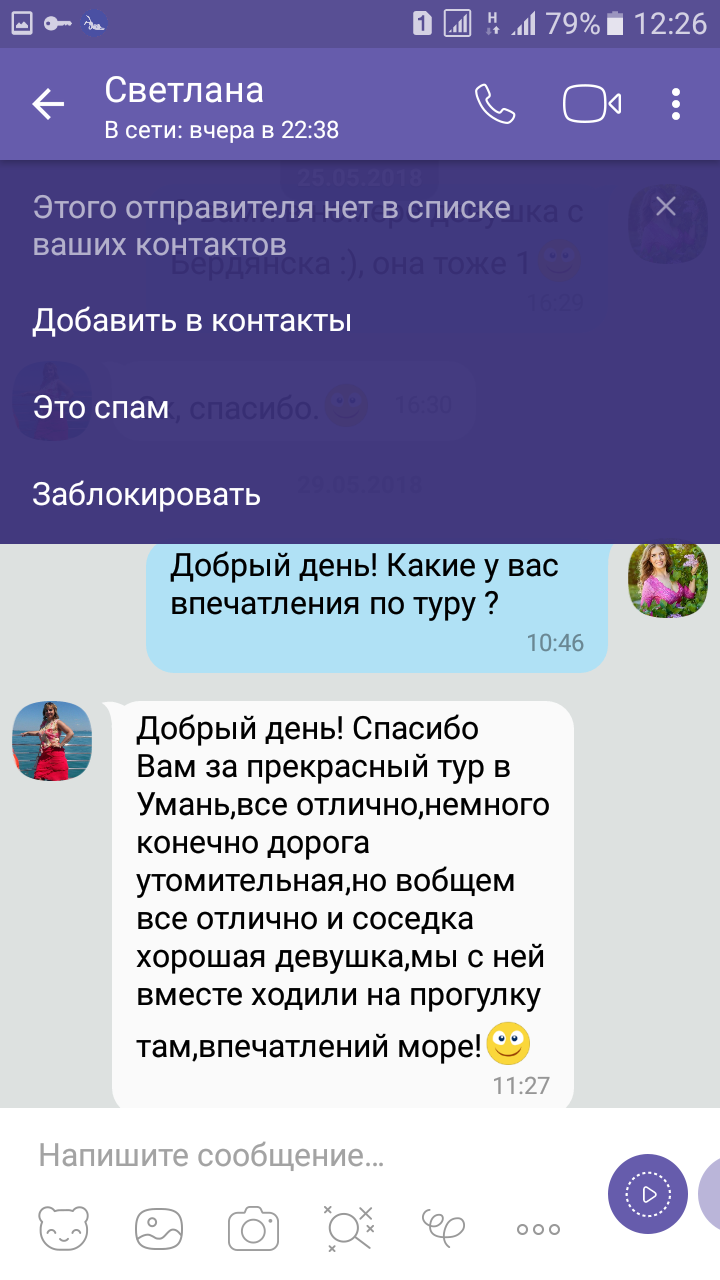 1 H 79% 12:26
Светлана
В сети: вчера в 22:38
25.05.2018
Этого отправителя нет в списке
ваших контактов
девушка с
Бердянска :), она тоже 1
16:29
Добавить в контакты
Это спам
спасибо.
16:30
29.05.2018
Заблокировать
Добрый день! Какие у вас
впечатления по туру ?
10:46
Добрый день! Спасибо
Вам за прекрасный тур в
Умань,все отлично,немного
конечно дорога
утомительная,но вобщем
все отлично и соседка
хорошая девушка,мы с ней
вместе ходили на прогулку
там,впечатлений море!
11:27
Напишите сообщение...